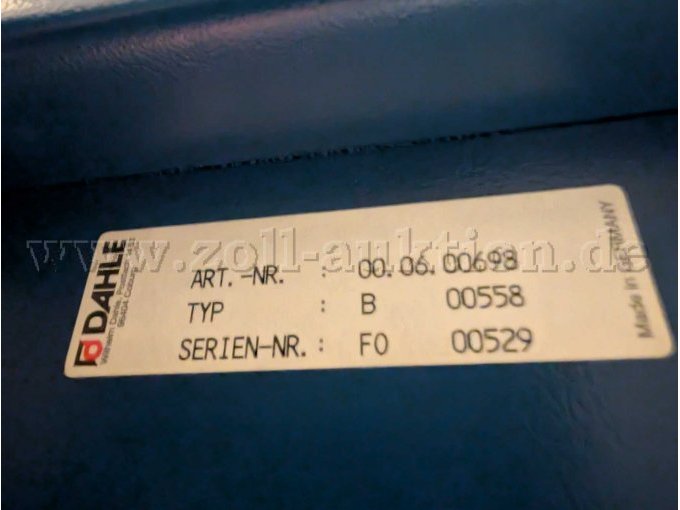 www.zoll-auktion.de
DAHLE
ART.-NR. : 00.06.00698
TYP : B 00558
SERIEN-NR. : F0 00529
Made in GERMANY